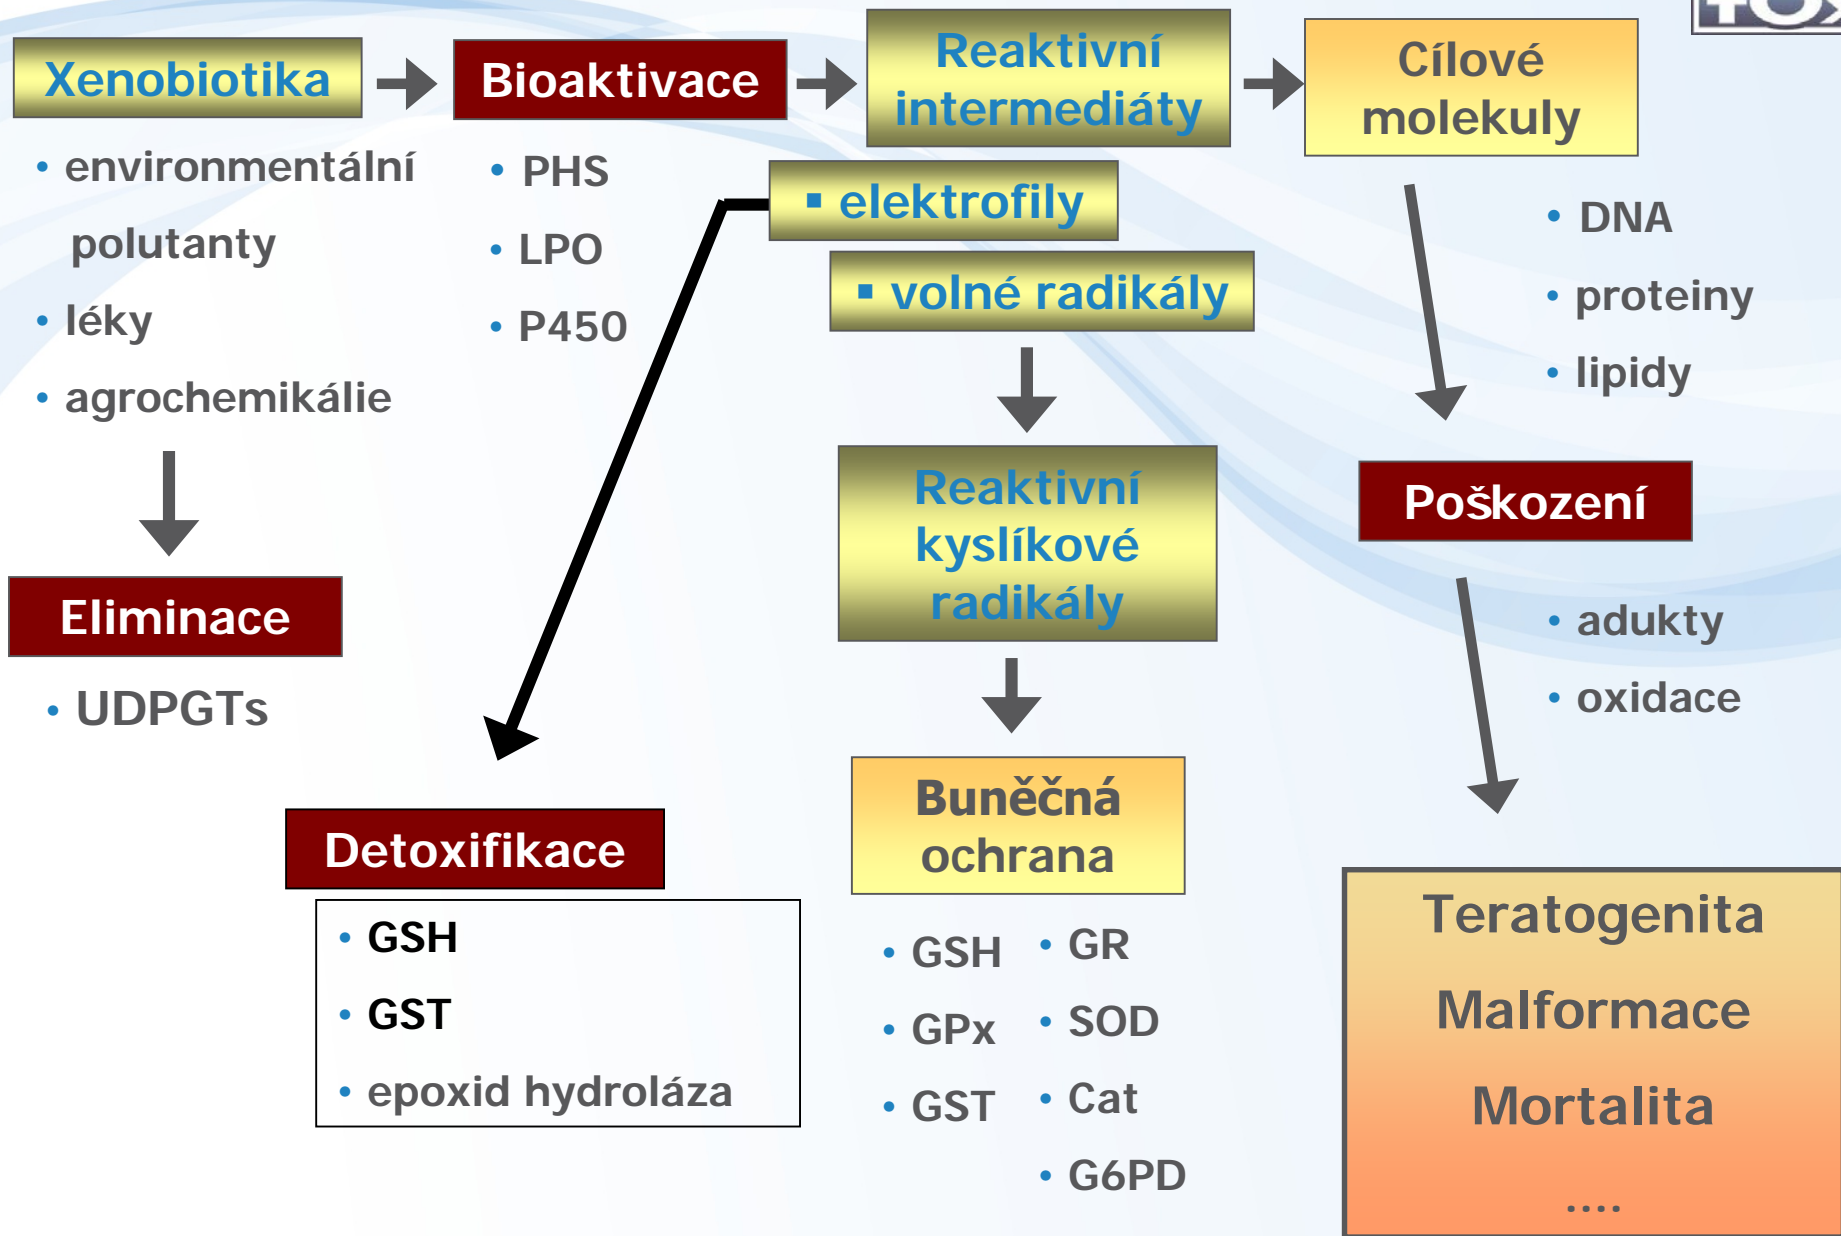 Xenobiotika
• environmentální
polutanty
• léky
• agrochemikálie
Eliminace
• UDPGTs
Bioaktivace
• PHS
• LPO
• P450
Reaktivní
intermediáty
▪ elektrofily
▪ volné radikály
Detoxifikace
• GSH
• GST
• epoxid hydroláza
Reaktivní
kyslíkové
radikály
Buněčná
ochrana
• GSH
• GPx
• GST
• GR
• SOD
• Cat
• G6PD
Cílové
molekuly
• DNA
• proteiny
• lipidy
Poškození
• adukty
• oxidace
Teratogenita
Malformace
Mortalita
....